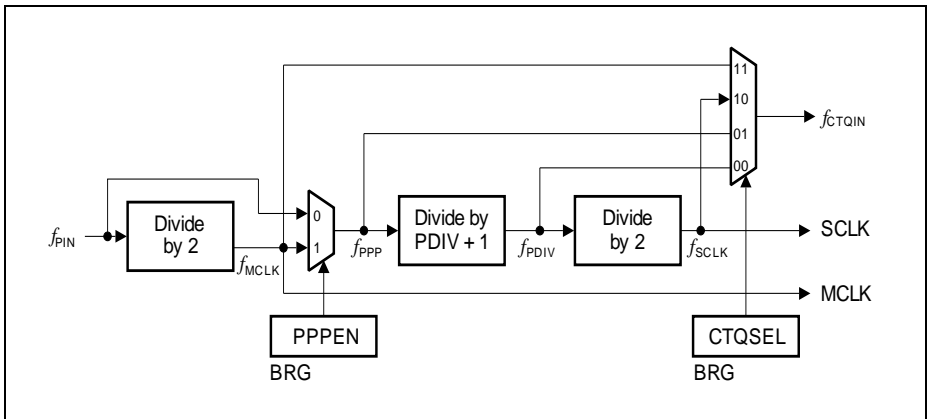 11
10
01
00
fCTQIN
fPIN
Divide
by 2
fMCLK
0
1
fPPP
Divide by
PDIV + 1
fPDIV
Divide
by 2
fSCLK
SCLK
MCLK
PPPEN
BRG
CTQSEL
BRG